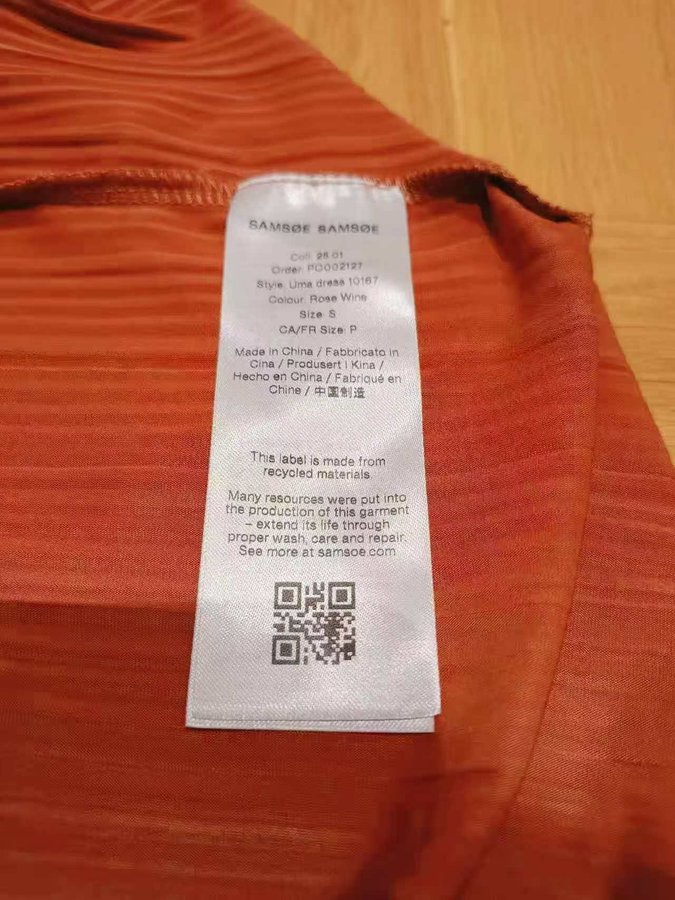 SAMSØE SAMSØE
Coll: 26 01
Order: PO002127
Style: Uma dress 10167
Colour: Rose Wine
Size: S
CA/FR Size: P
Made in China / Fabbricato in
Cina / Produsert i Kina /
Hecho en China / Fabriqué en
Chine / 中国制造
This label is made from
recycled materials.
Many resources were put into
the production of this garment
– extend its life through
proper wash, care and repair.
See more at samsoe.com